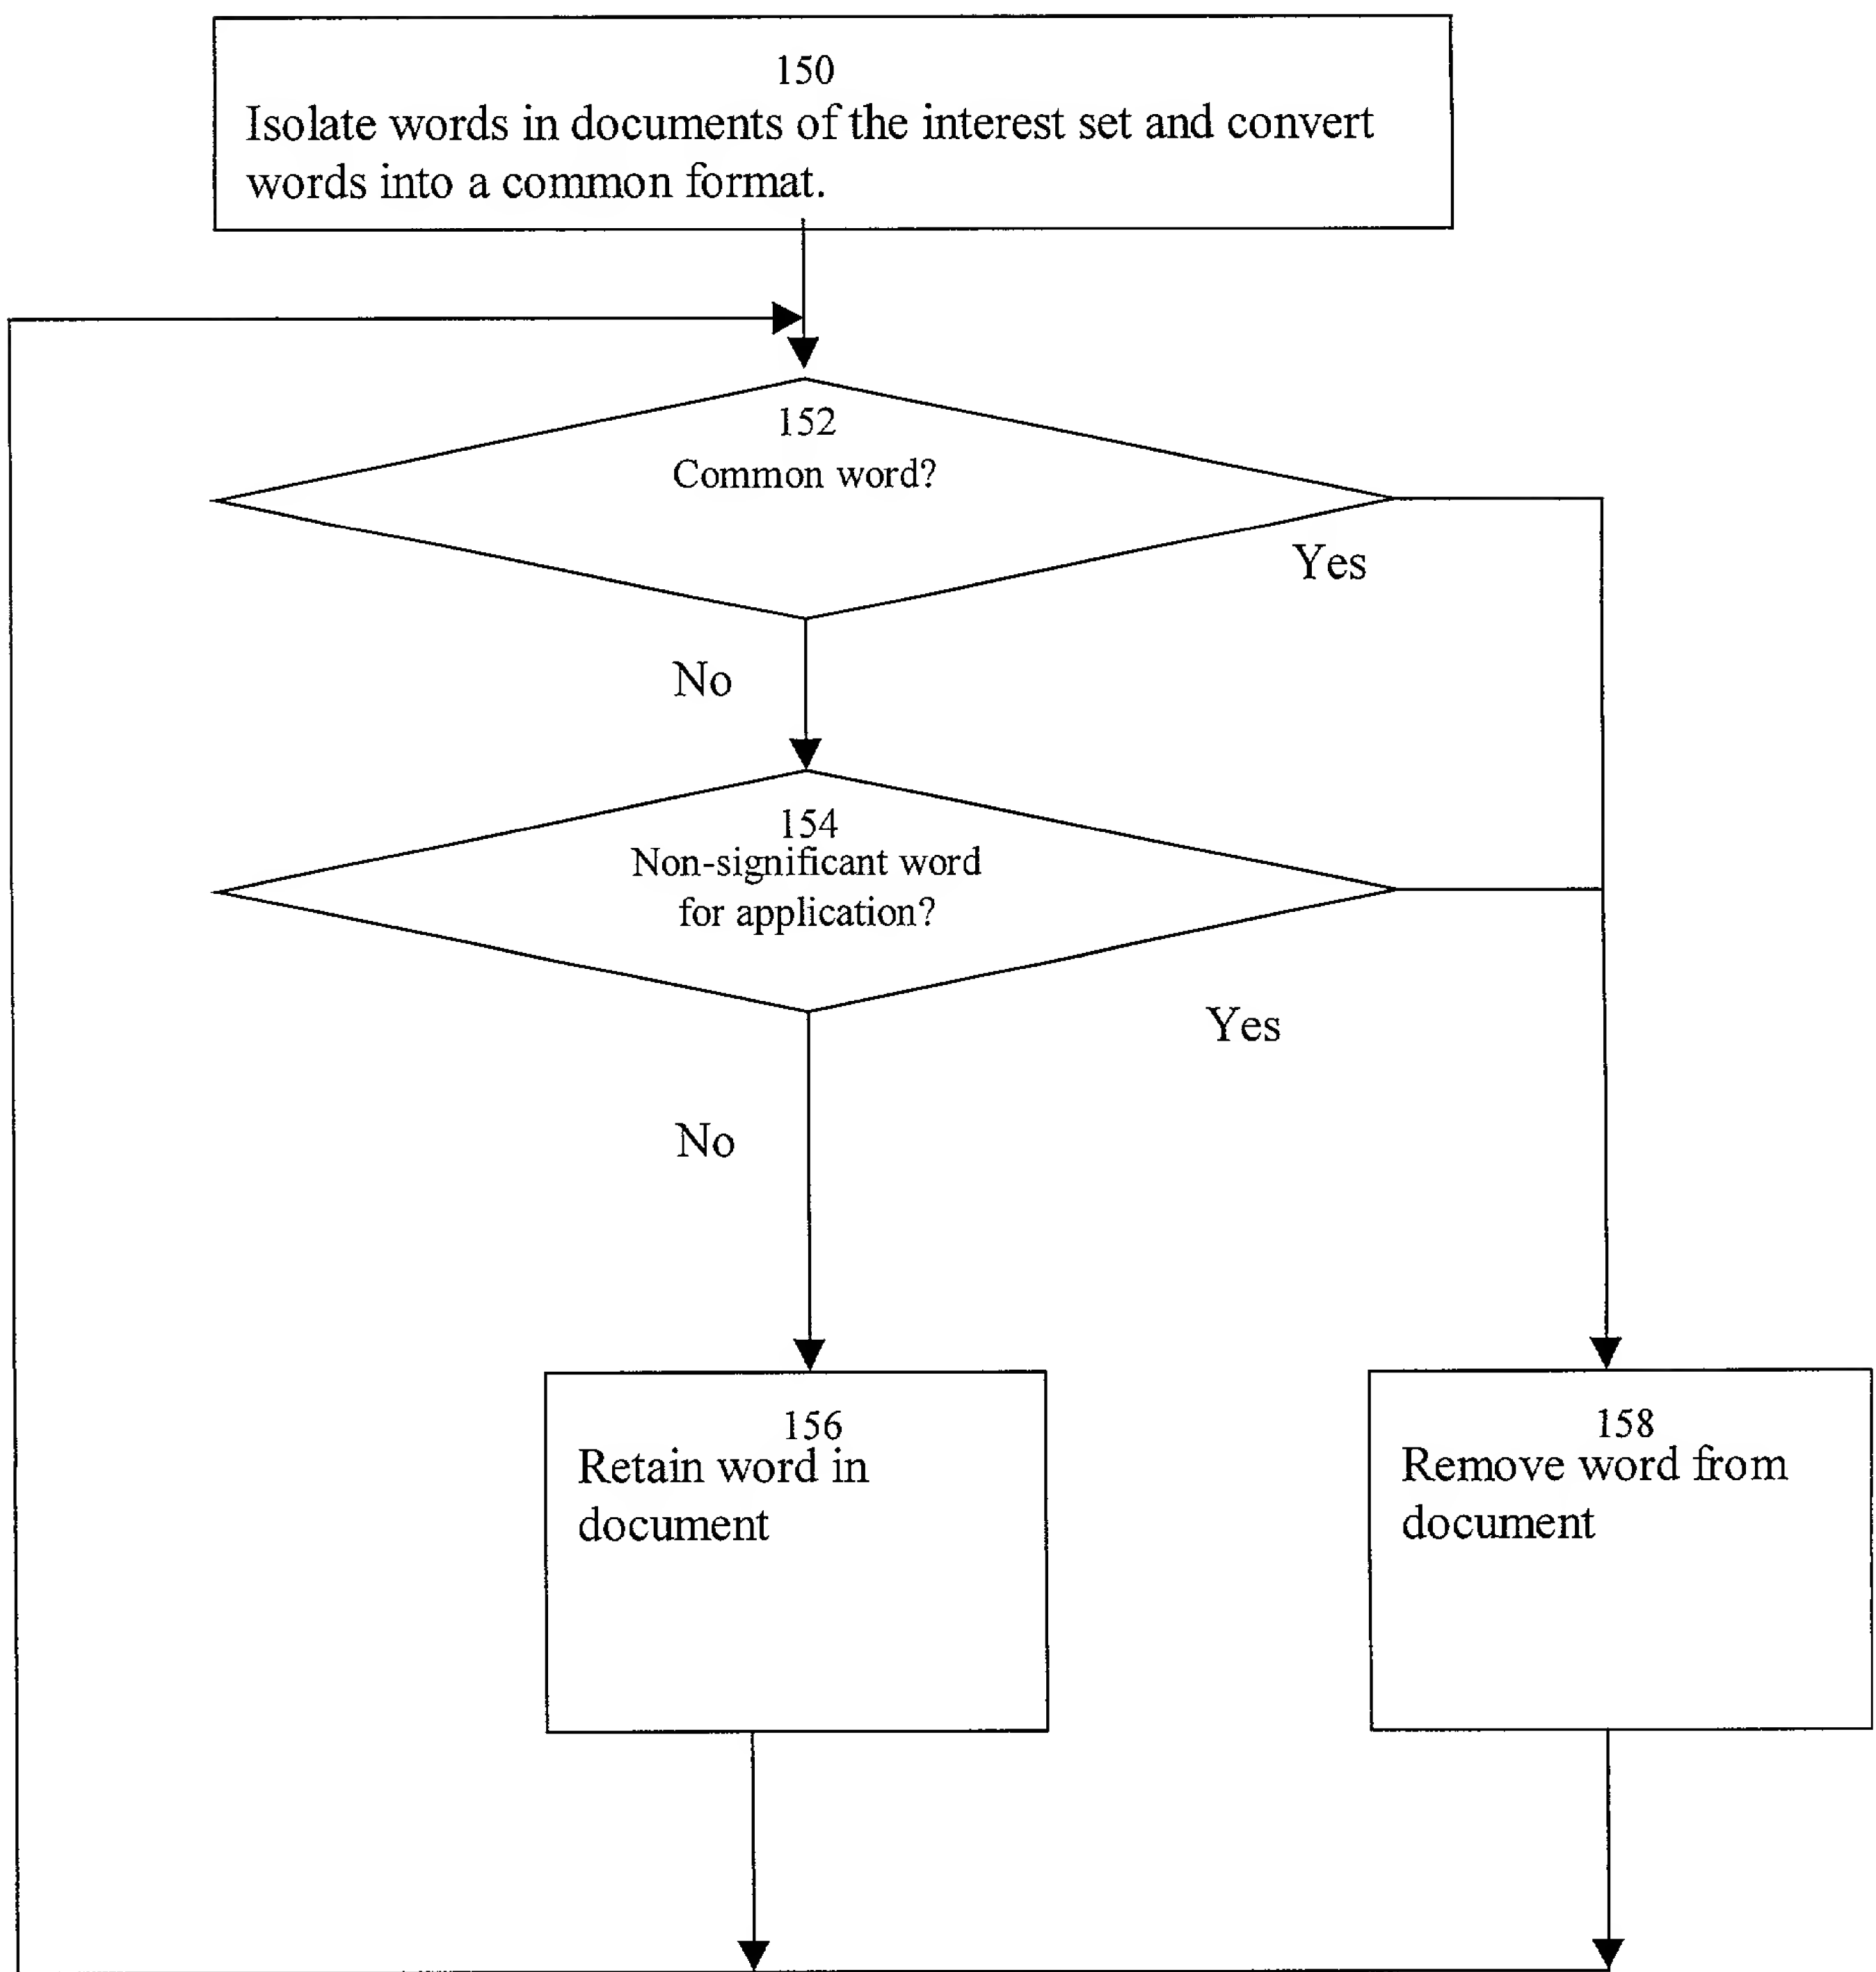 150
Isolate words in documents of the interest set and convert
words into a common format.
152
Common word?
Yes
No
154
Non-significant word
for application?
Yes
No
156
Retain word in
document
158
Remove word from
document